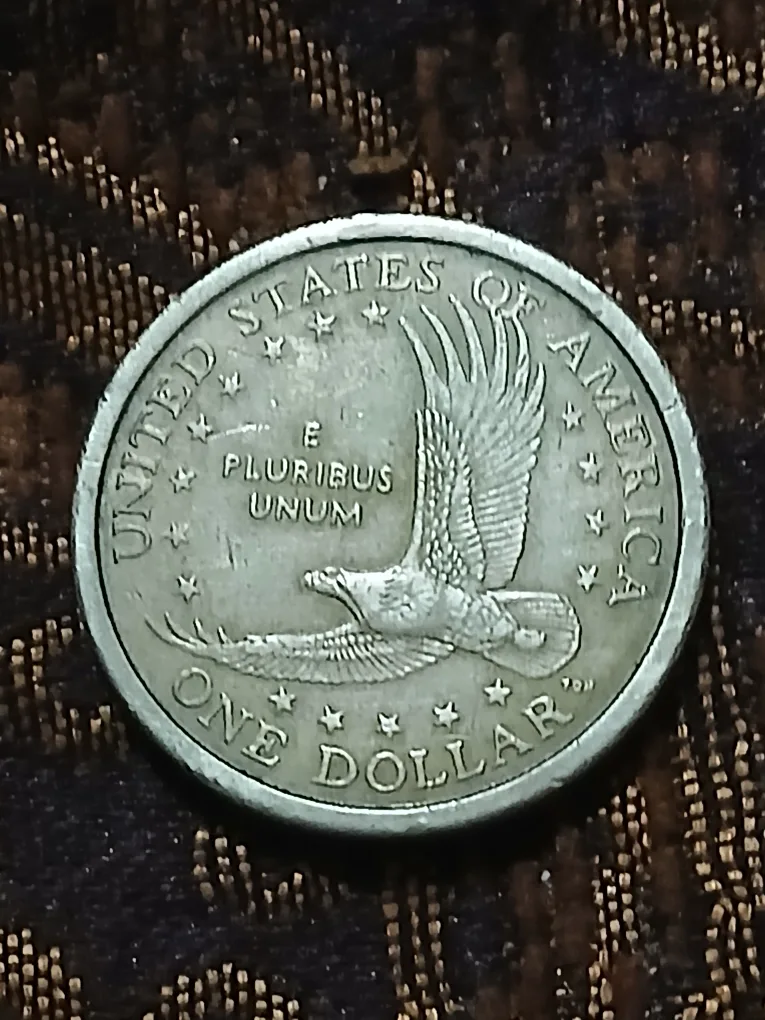 UNITED STATES OF AMERICA
E
PLURIBUS
UNUM
ONE DOLLAR